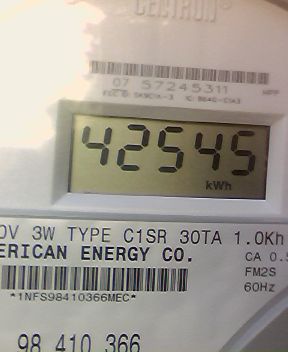 CENTRON
07 57245311
42545
kWh
0V 3W TYPE C1SR 30TA 1.0Kh
ERICAN ENERGY CO.
CA 0.5
FM2S
*1NFS98410366MEC*
60Hz
98 410 366